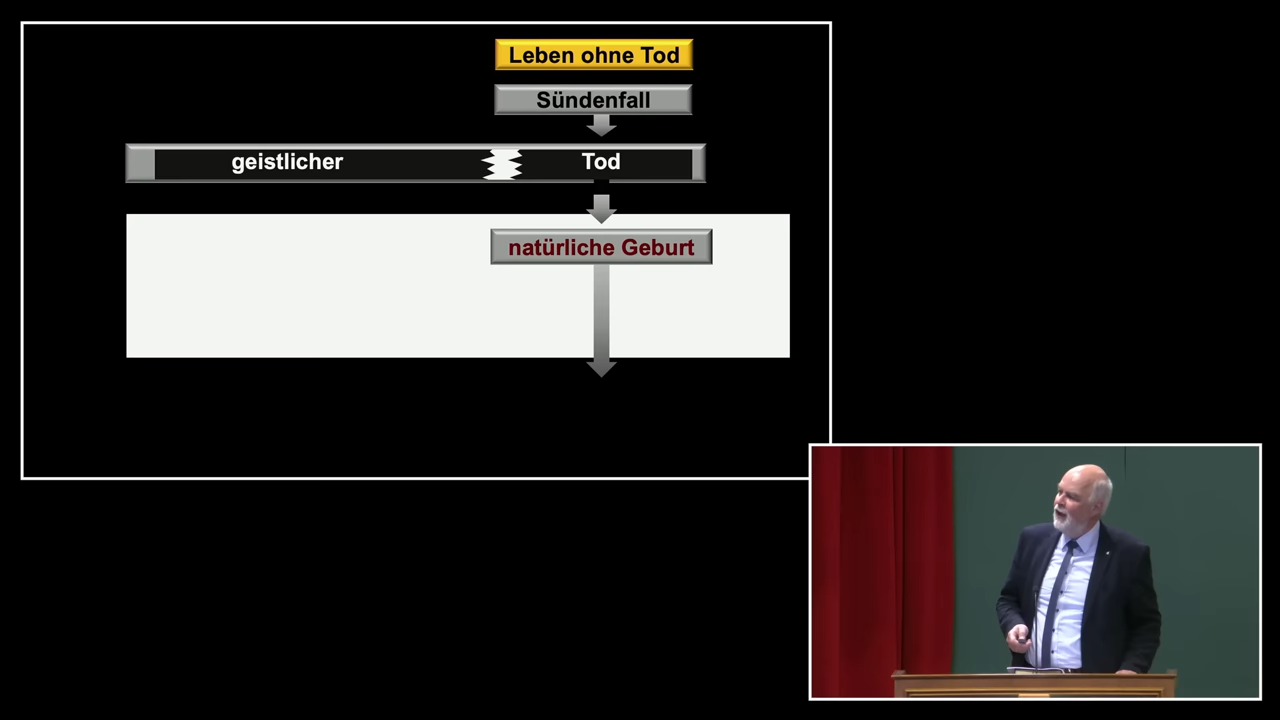 Leben ohne Tod
Sündenfall
geistlicher Tod
natürliche Geburt